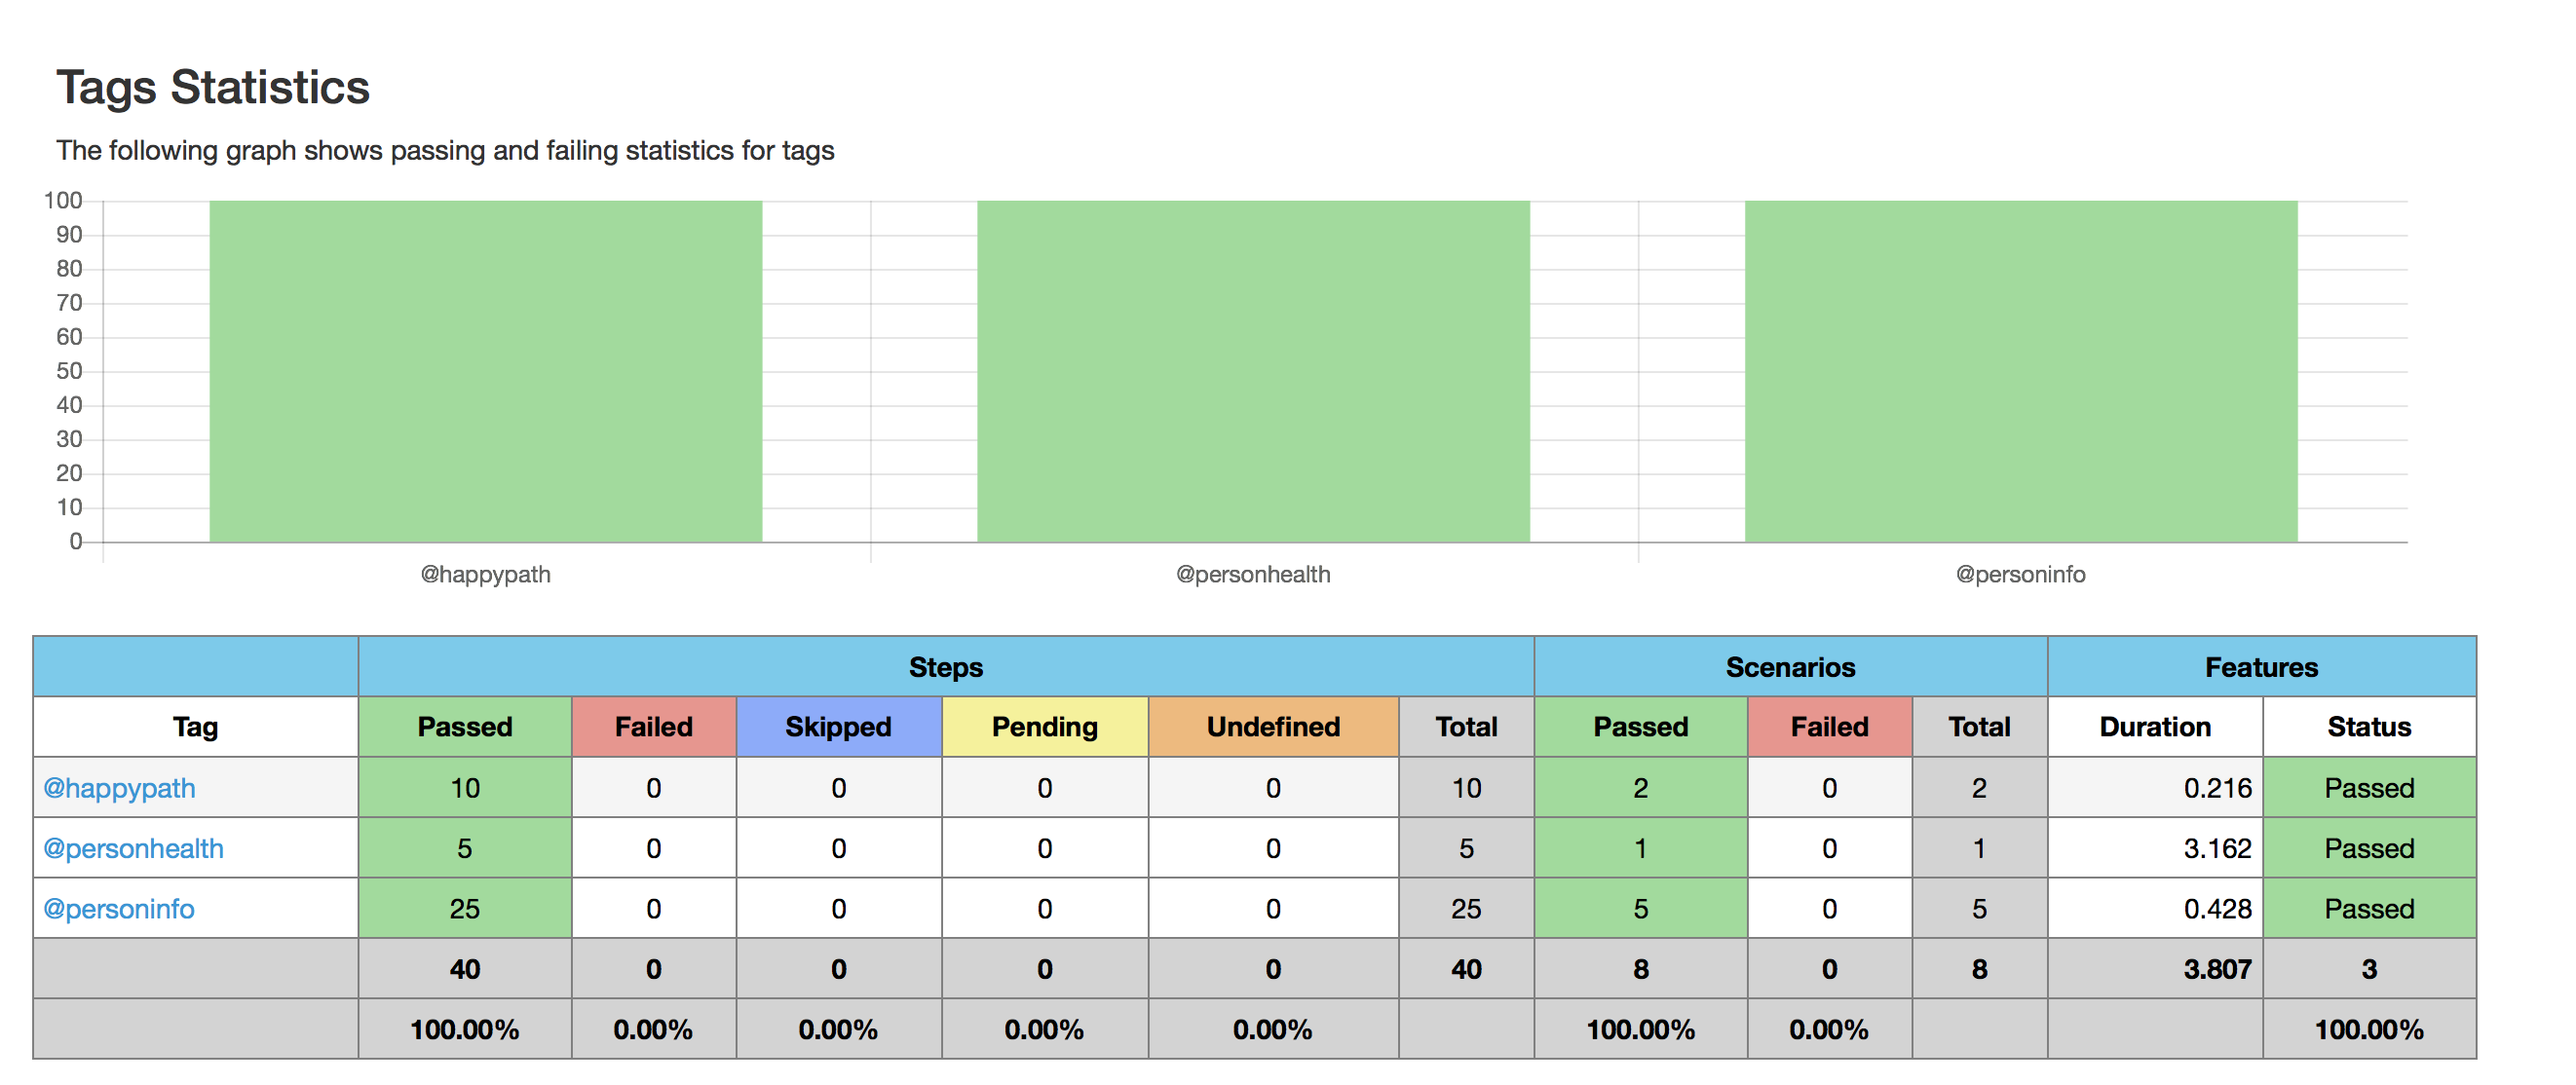 Tags Statistics
The following graph shows passing and failing statistics for tags
100
90
80
70
60
50
40
30
20
10
0
@happypath @personhealth @personinfo
Steps Scenarios Features
Tag Passed Failed Skipped Pending Undefined Total Passed Failed Total Duration Status
@happypath 10 0 0 0 0 10 2 0 2 0.216 Passed
@personhealth 5 0 0 0 0 5 1 0 1 3.162 Passed
@personinfo 25 0 0 0 0 25 5 0 5 0.428 Passed
40 0 0 0 0 40 8 0 8 3.807 3
100.00% 0.00% 0.00% 0.00% 0.00% 100.00% 0.00% 100.00%